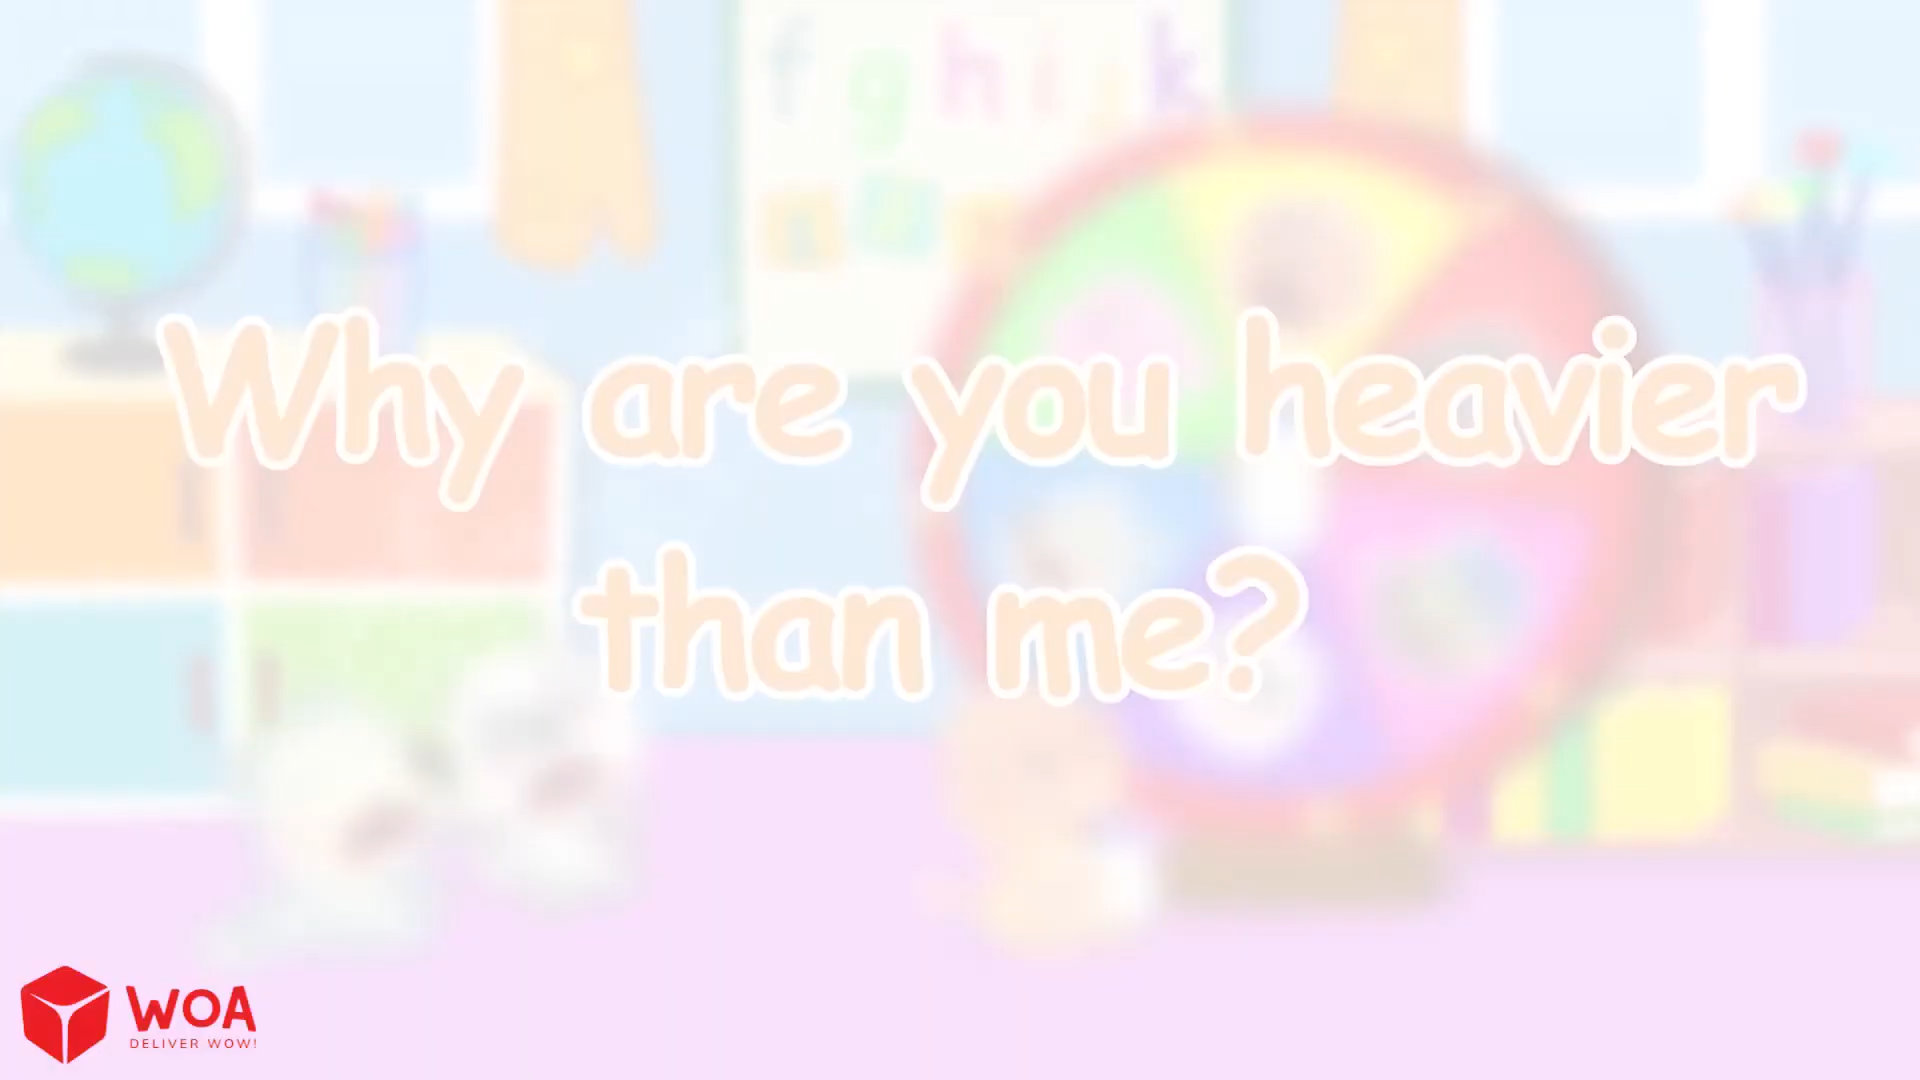 f g h i k
Why are you heavier
than me?
WOA
DELIVER WOW!